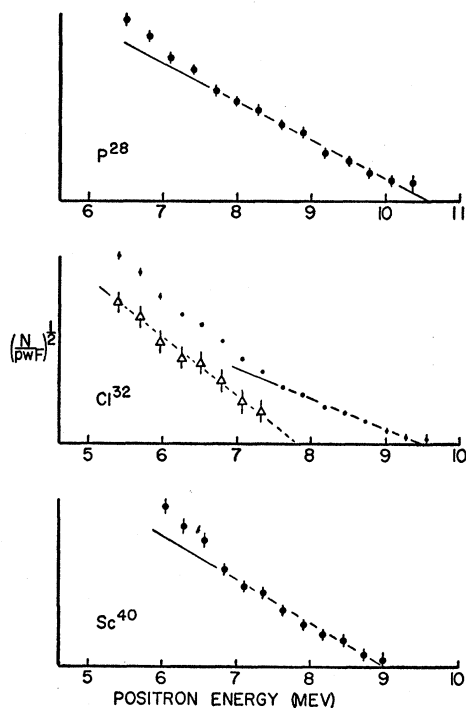 P²⁸
6 7 8 9 10 11
(N/pwF)^½
Cl³²
5 6 7 8 9 10
Sc⁴⁰
5 6 7 8 9 10
POSITRON ENERGY (MEV)